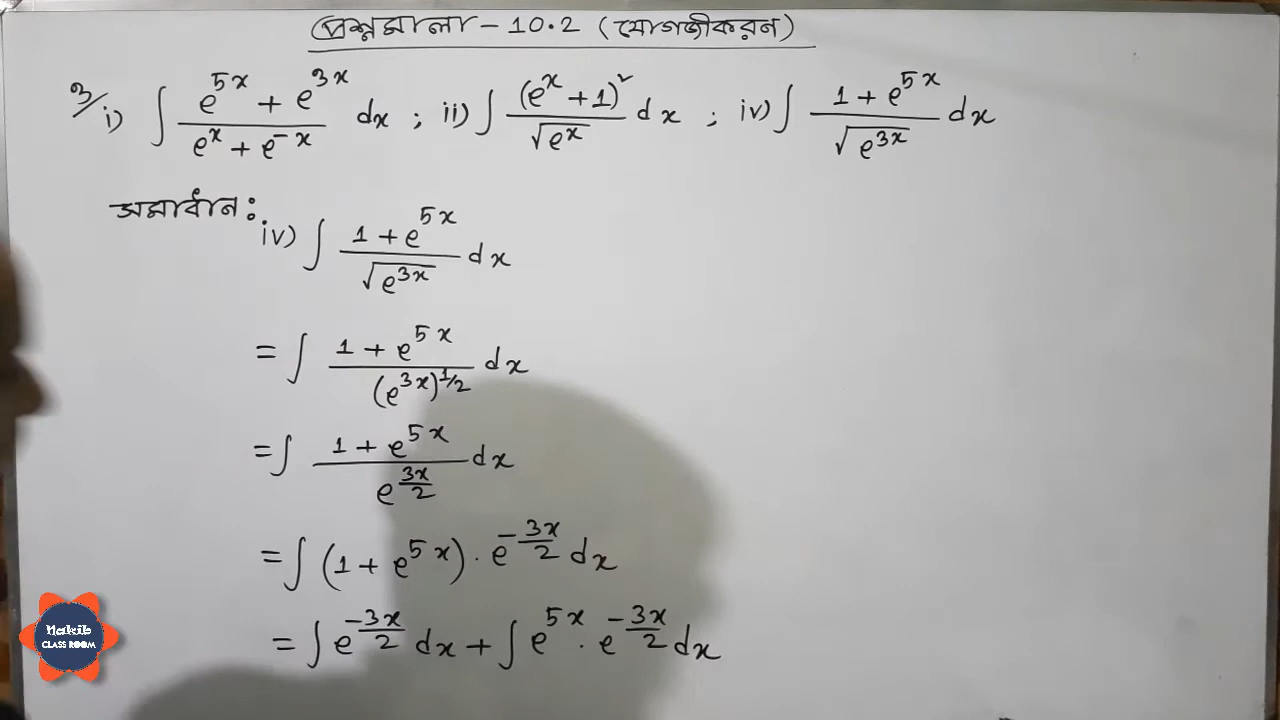 প্রশ্নমালা - 10.2 (যোগজীকরন)
3/ i) ∫ (e^{5x} + e^{3x})/(e^x + e^{-x}) dx ; ii) ∫ (e^x + 1)²/√(e^x) dx ; iv) ∫ (1 + e^{5x})/√(e^{3x}) dx
সমাধান:
iv) ∫ (1 + e^{5x})/√(e^{3x}) dx
= ∫ (1 + e^{5x})/(e^{3x})^{1/2} dx
= ∫ (1 + e^{5x})/e^{3x/2} dx
= ∫ (1 + e^{5x}) · e^{-3x/2} dx
= ∫ e^{-3x/2} dx + ∫ e^{5x} · e^{-3x/2} dx
Makib
CLASS ROOM